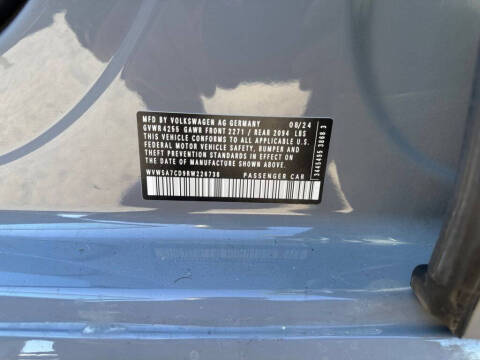 MFD BY VOLKSWAGEN AG GERMANY 08/24
GVWR 4255 GAWR FRONT 2271 / REAR 2094 LBS
THIS VEHICLE CONFORMS TO ALL APPLICABLE U.S.
FEDERAL MOTOR VEHICLE SAFETY, BUMPER AND
THEFT PREVENTION STANDARDS IN EFFECT
ON THE DATE OF MANUFACTURE SHOWN ABOVE.
PASSENGER CAR